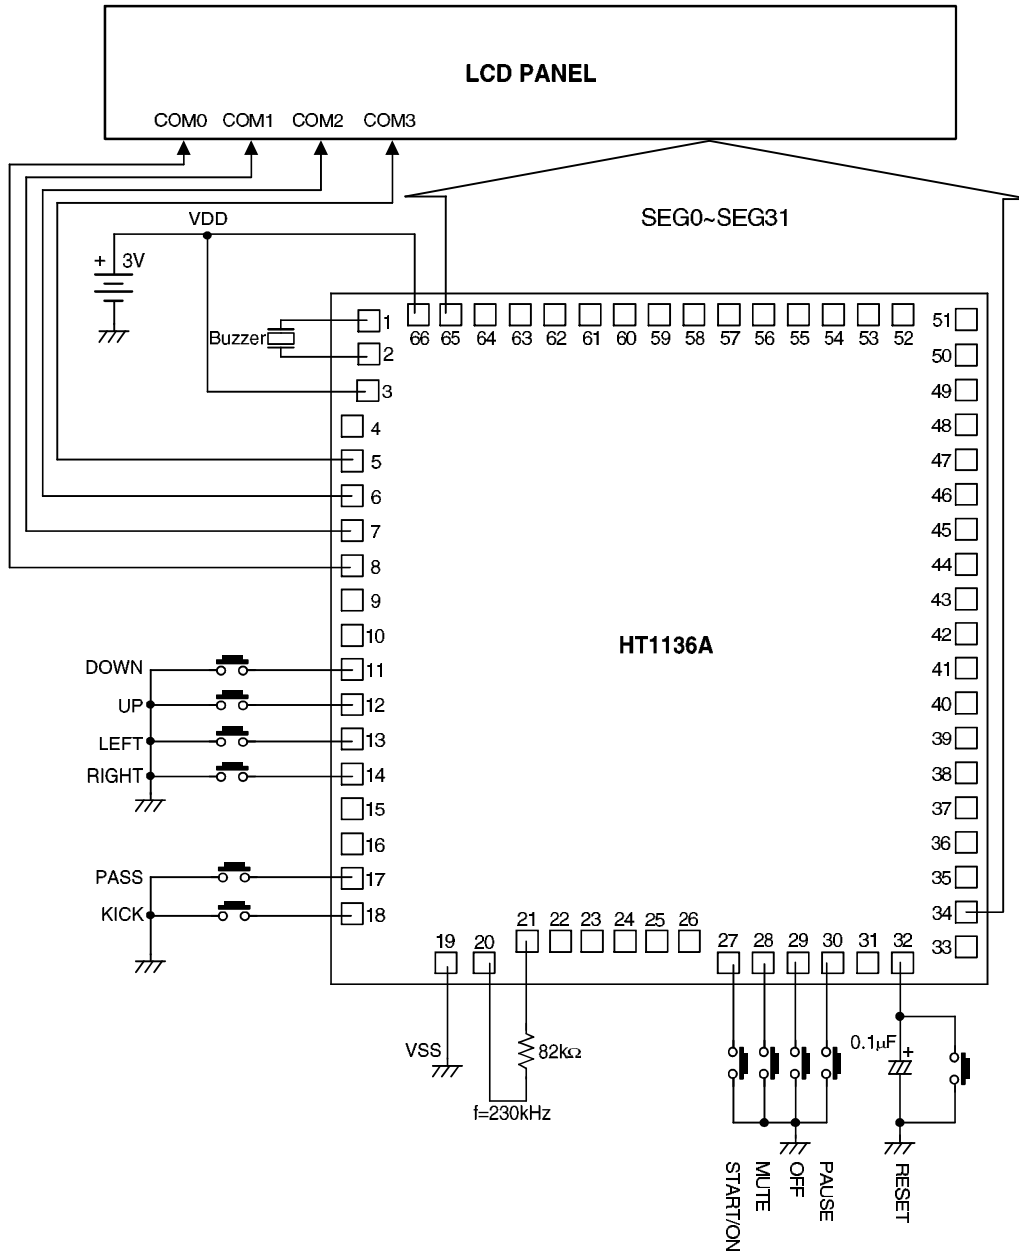 LCD PANEL
COM0 COM1 COM2 COM3
SEG0~SEG31
VDD
+ 3V
Buzzer
1
2
3
4
5
6
7
8
9
10
11
12
13
14
15
16
17
18
66 65 64 63 62 61 60 59 58 57 56 55 54 53 52
51
50
49
48
47
46
45
44
43
42
41
40
39
38
37
36
35
34
33
HT1136A
DOWN
UP
LEFT
RIGHT
PASS
KICK
19 20 21 22 23 24 25 26 27 28 29 30 31 32
VSS
82kΩ
f=230kHz
0.1µF +
START/ON
MUTE
OFF
PAUSE
RESET